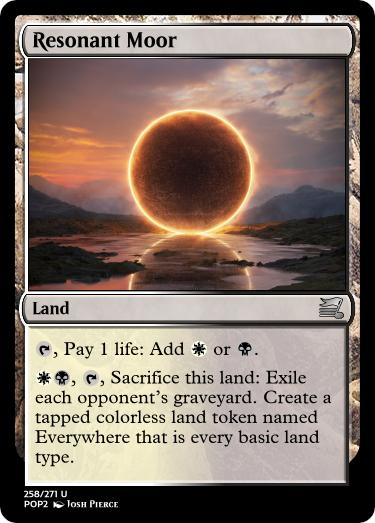 Resonant Moor
Land
, Pay 1 life: Add or .
, , Sacrifice this land: Exile
each opponent's graveyard. Create a
tapped colorless land token named
Everywhere that is every basic land
type.
258/271 U
POP2 Josh Pierce